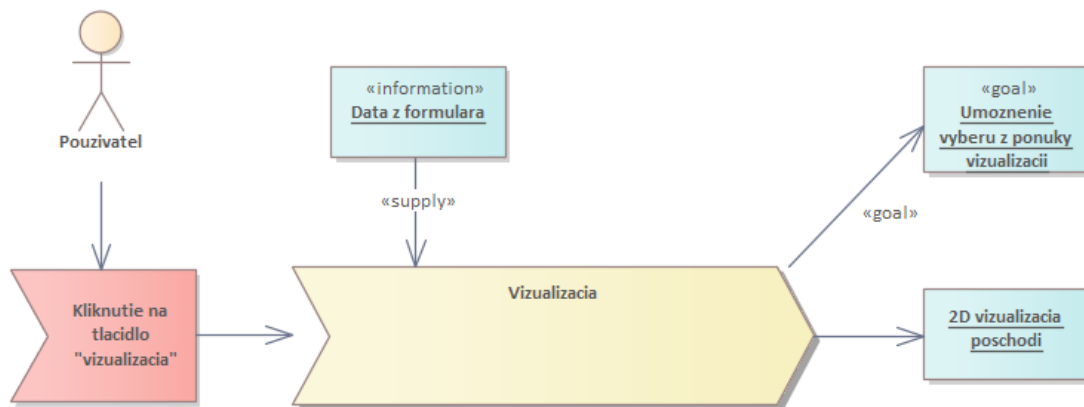 Pouzivatel
«information»
Data z formulara
«supply»
«goal»
Umoznenie
vyberu z ponuky
vizualizacii
«goal»
Kliknutie na
tlacidlo
"vizualizacia"
Vizualizacia
2D vizualizacia
poschodi